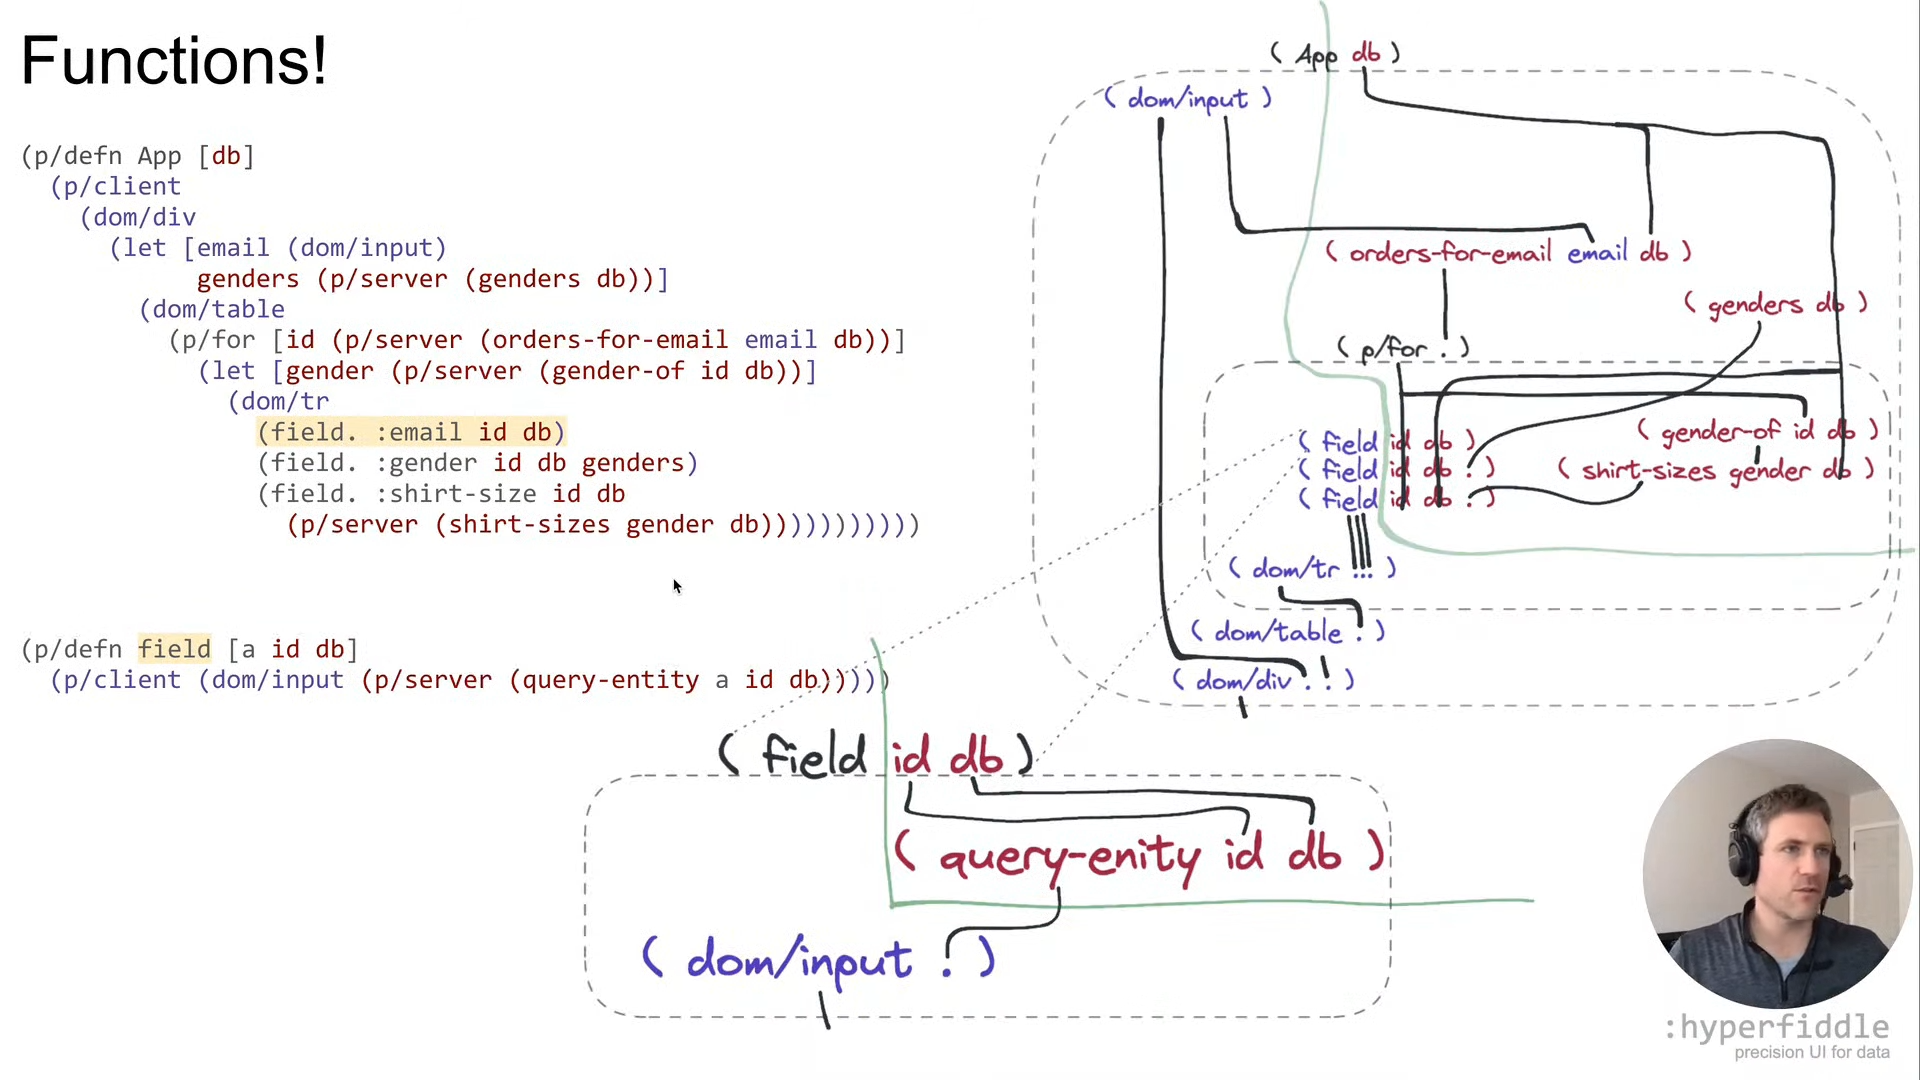 Functions!
(p/defn App [db]
(p/client
(dom/div
(let [email (dom/input)
genders (p/server (genders db))]
(dom/table
(p/for [id (p/server (orders-for-email email db))]
(let [gender (p/server (gender-of id db))]
(dom/tr
(field. :email id db)
(field. :gender id db genders)
(field. :shirt-size id db
(p/server (shirt-sizes gender db))))))))))
(p/defn field [a id db]
(p/client (dom/input (p/server (query-entity a id db)))))
( App db )
( dom/input )
( orders-for-email email db )
( genders db )
( p/for . )
( gender-of id db )
( field id db )
( field id db . )
( shirt-sizes gender db )
( field id db . )
( dom/tr ... )
( dom/table . )
( dom/div . . )
( field id db )
( query-enity id db )
( dom/input . )
:hyperfiddle
precision UI for data